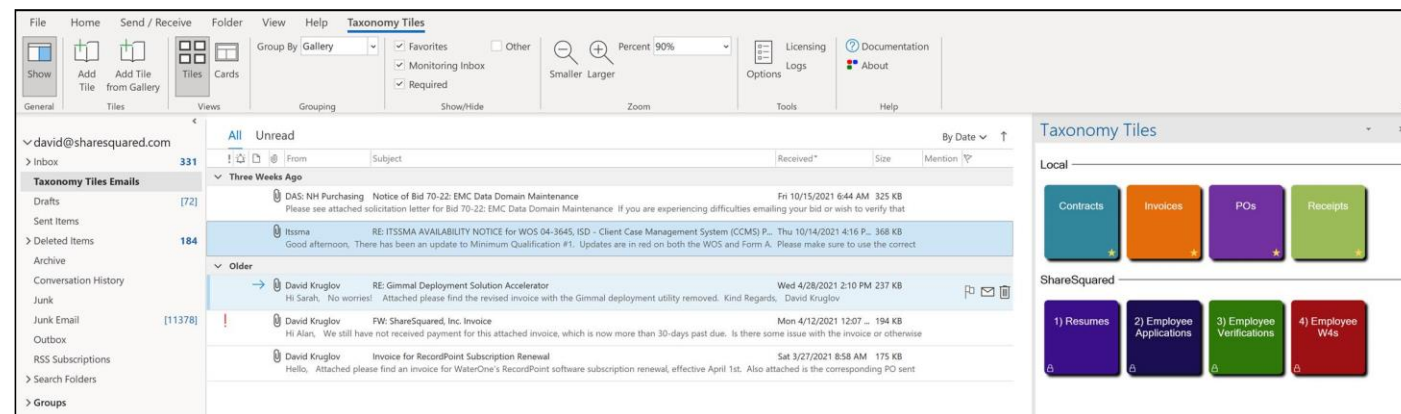 File Home Send / Receive Folder View Help Taxonomy Tiles
Show
Add Tile
Add Tile from Gallery
Tiles
Cards
Group By Gallery
Favorites
Other
Monitoring Inbox
Required
Smaller Larger
Percent 90%
Options
Licensing
Logs
Documentation
About
General Tiles Views Grouping Show/Hide Zoom Tools Help
david@sharesquared.com
Inbox 331
Taxonomy Tiles Emails
Drafts [72]
Sent Items
Deleted Items 184
Archive
Conversation History
Junk
Junk Email [11378]
Outbox
RSS Subscriptions
Search Folders
Groups
All Unread
By Date
From Subject Received Size Mention
Three Weeks Ago
DAS: NH Purchasing Notice of Bid 70-22: EMC Data Domain Maintenance Fri 10/15/2021 6:44 AM 325 KB
Please see attached solicitation letter for Bid 70-22: EMC Data Domain Maintenance If you are experiencing difficulties emailing your bid or wish to verify that
Itssma RE: ITSSMA AVAILABILITY NOTICE for WOS 04-3645, ISD - Client Case Management System (CCMS) P... Thu 10/14/2021 4:16 P... 368 KB
Good afternoon, There has been an update to Minimum Qualification #1. Updates are in red on both the WOS and Form A. Please make sure to use the correct
Older
David Kruglov RE: Gimmal Deployment Solution Accelerator Wed 4/28/2021 2:10 PM 237 KB
Hi Sarah, No worries! Attached please find the revised invoice with the Gimmal deployment utility removed. Kind Regards, David Kruglov
David Kruglov FW: ShareSquared, Inc. Invoice Mon 4/12/2021 12:07 ... 194 KB
Hi Alan, We still have not received payment for this attached invoice, which is now more than 30-days past due. Is there some issue with the invoice or otherwise
David Kruglov Invoice for RecordPoint Subscription Renewal Sat 3/27/2021 8:58 AM 175 KB
Hello, Attached please find an invoice for WaterOne's RecordPoint software subscription renewal, effective April 1st. Also attached is the corresponding PO sent
Taxonomy Tiles
Local
Contracts Invoices POs Receipts
ShareSquared
1) Resumes
2) Employee Applications
3) Employee Verifications
4) Employee W4s